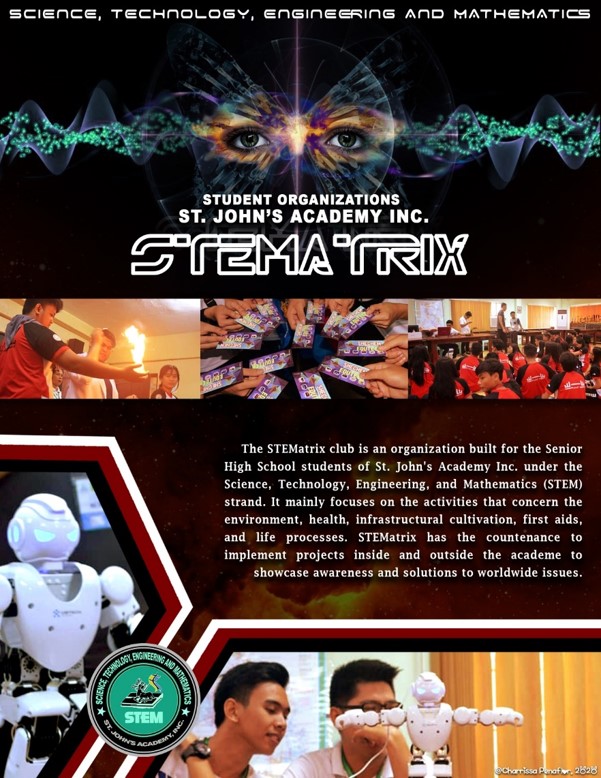 SCIENCE, TECHNOLOGY, ENGINEERING AND MATHEMATICS
STUDENT ORGANIZATIONS
ST. JOHN'S ACADEMY INC.
STEMATRIX
The STEMatrix club is an organization built for the Senior
High School students of St. John's Academy Inc. under the
Science, Technology, Engineering, and Mathematics (STEM)
strand. It mainly focuses on the activities that concern the
environment, health, infrastructural cultivation, first aids,
and life processes. STEMatrix has the countenance to
implement projects inside and outside the academe to
showcase awareness and solutions to worldwide issues.
SCIENCE, TECHNOLOGY, ENGINEERING AND MATHEMATICS
STEM
ST. JOHN'S ACADEMY, INC.